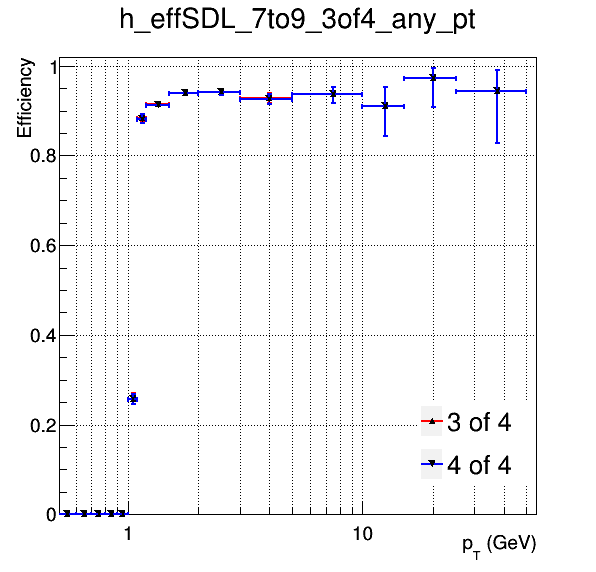 h_effSDL_7to9_3of4_any_pt
Efficiency
1
0.8
0.6
0.4
0.2
0
3 of 4
4 of 4
1
10
p_T (GeV)